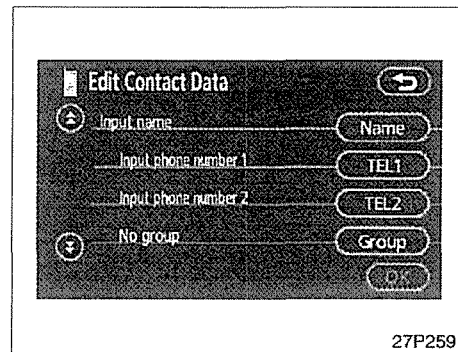 Edit Contact Data
Input name Name
Input phone number 1 TEL1
Input phone number 2 TEL2
No group Group
OK
27P259